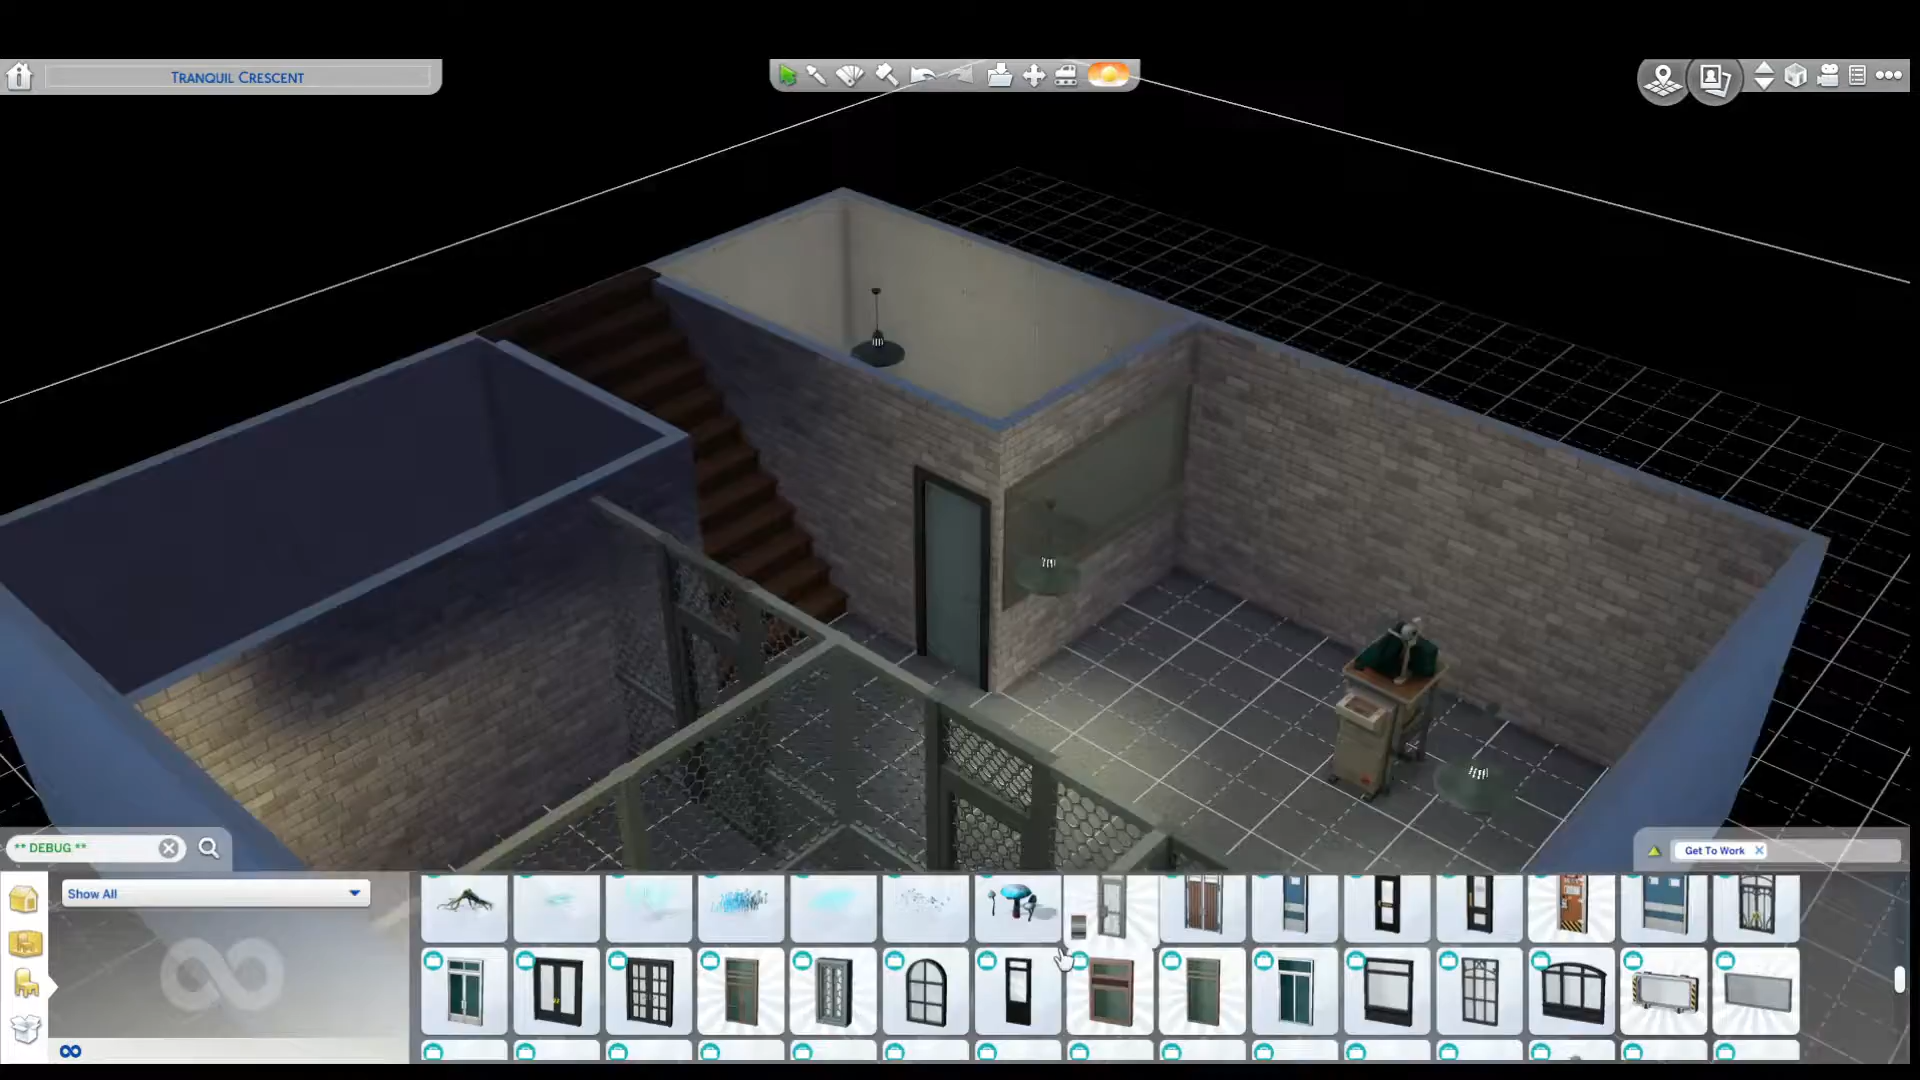 TRANQUIL CRESCENT
** DEBUG **
Get To Work
Show All